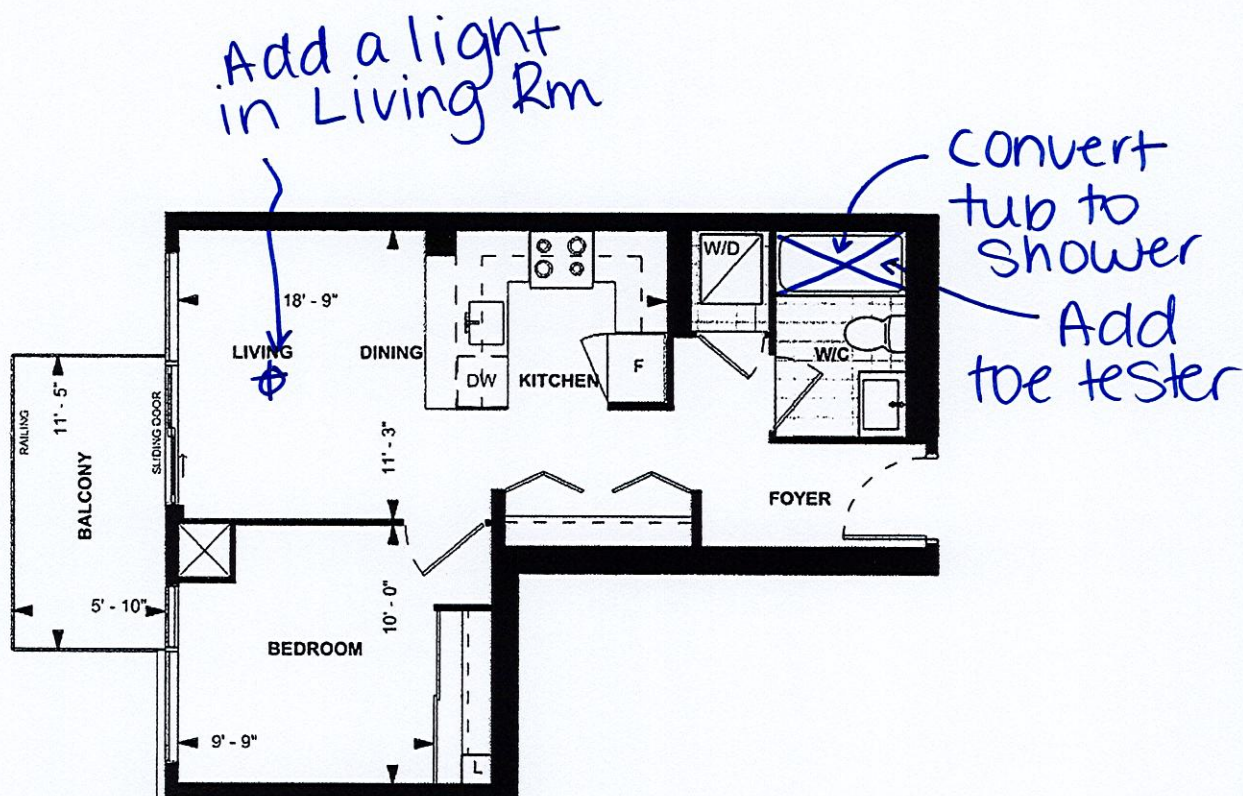 Add a light
in Living Rm
convert
tub to
shower
Add
toe tester
W/D
18' - 9"
LIVING
DINING
DW
KITCHEN
F
W/C
RAILING
11' - 5"
BALCONY
SLIDING DOOR
11' - 3"
FOYER
5' - 10"
10' - 0"
BEDROOM
9' - 9"
L